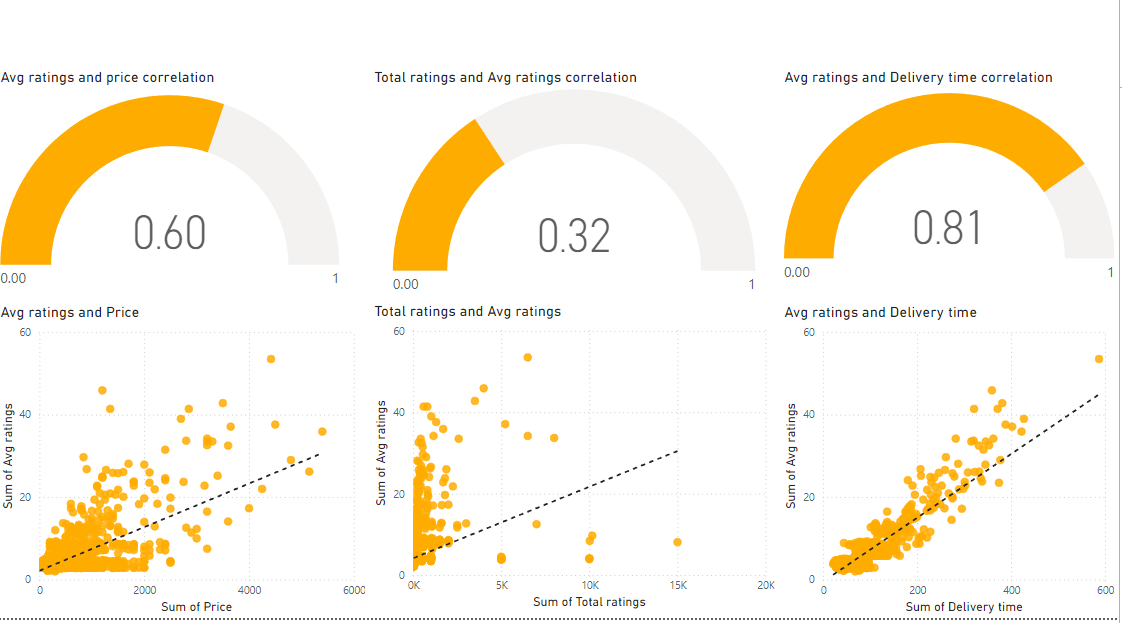 Avg ratings and price correlation
0.60
0.00
1
Total ratings and Avg ratings correlation
0.32
0.00
1
Avg ratings and Delivery time correlation
0.81
0.00
1
Avg ratings and Price
Sum of Avg ratings
60
40
20
0
0
2000
4000
6000
Sum of Price
Total ratings and Avg ratings
Sum of Avg ratings
60
40
20
0
0K
5K
10K
15K
20K
Sum of Total ratings
Avg ratings and Delivery time
Sum of Avg ratings
60
40
20
0
0
200
400
600
Sum of Delivery time